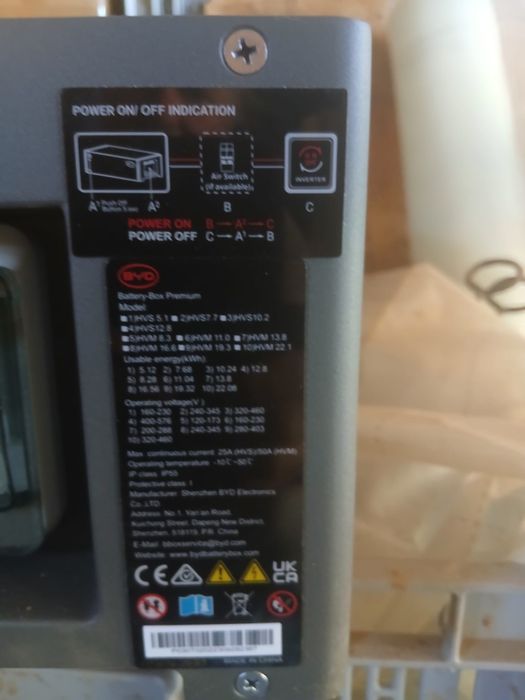 POWER ON/ OFF INDICATION
Air Switch
(if available)
INVERTER
A¹ Push Off
Button 5 sec
A²
B
C
POWER ON B → A² → C
POWER OFF C → A¹ → B
BYD
Battery-Box Premium
Model:
1)HVS 5.1 2) HVS7.7 3)HVS10.2
4)HVS12.8
5)HVM 8.3 6)HVM 11.0 7)HVM 13.8
8)HVM 16.6 9)HVM 19.3 10)HVM 22.1
Usable energy(kWh)
1) 5.12 2) 7.68 3) 10.24 4) 12.8
5) 8.28 6) 11.04 7) 13.8
8) 16.56 9) 19.32 10) 22.08
Operating voltage(V )
1) 160-230 2) 240-345 3) 320-460
4) 400-576 5) 120-173 6) 160-230
7) 200-288 8) 240-345 9) 280-403
10) 320-460
Max. continuous current: 25A (HVS)/50A (HVM)
Operating temperature: -10℃ ~50℃
IP class: IP55
Protective class: I
Manufacturer: Shenzhen BYD Electronics
Co.,LTD
Address: No.1, Yan'an Road,
Kuichong Street, Dapeng New District,
Shenzhen, 518119, P.R. China
E-Mail: bboxservice@byd.com
Website: www.bydbatterybox.com
CE
UK
CA
MADE IN CHINA